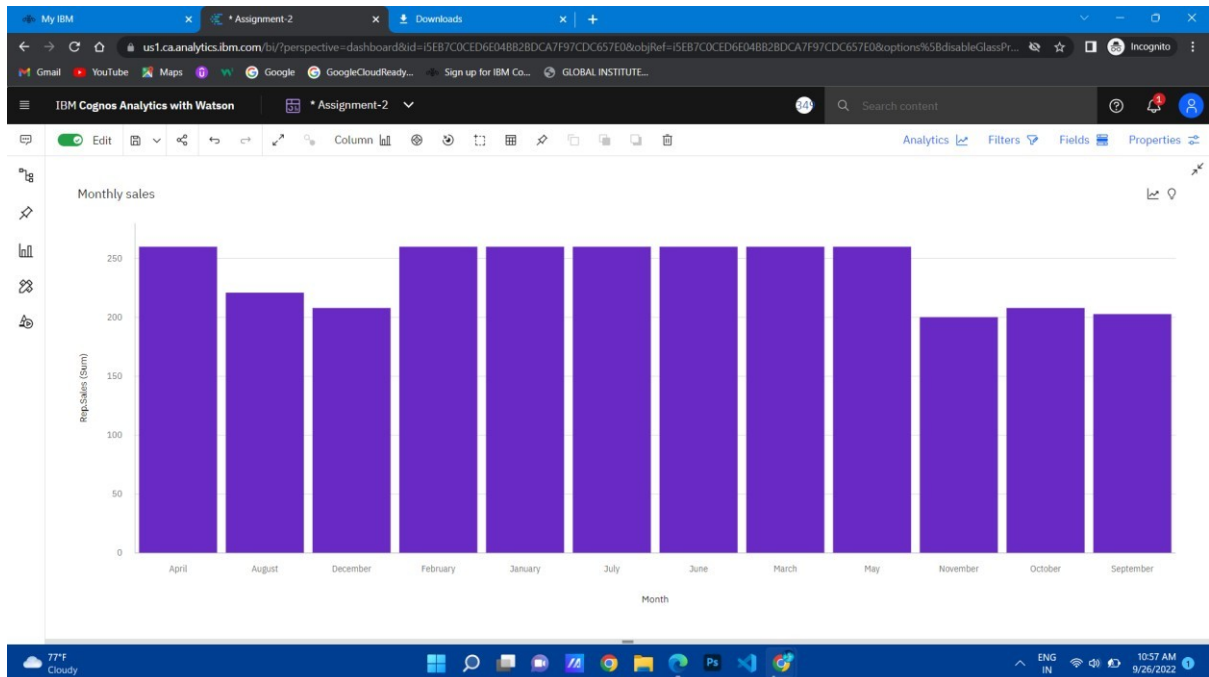 My IBM
* Assignment-2
Downloads
us1.ca.analytics.ibm.com/bi/?perspective=dashboard&id=i5EB7C0CED6E04BB2BDCA7F97CDC657E0&objRef=i5EB7C0CED6E04BB2BDCA7F97CDC657E0&options%5BdisableGlassPr...
Incognito
Gmail
YouTube
Maps
Google
GoogleCloudReady...
Sign up for IBM Co...
GLOBAL INSTITUTE...
IBM Cognos Analytics with Watson
* Assignment-2
349
Search content
1
Edit
Column
Analytics
Filters
Fields
Properties
Monthly sales
Rep.Sales (Sum)
250
200
150
100
50
0
April
August
December
February
January
July
June
March
May
November
October
September
Month
77°F
Cloudy
Ps
ENG
IN
10:57 AM
9/26/2022
1